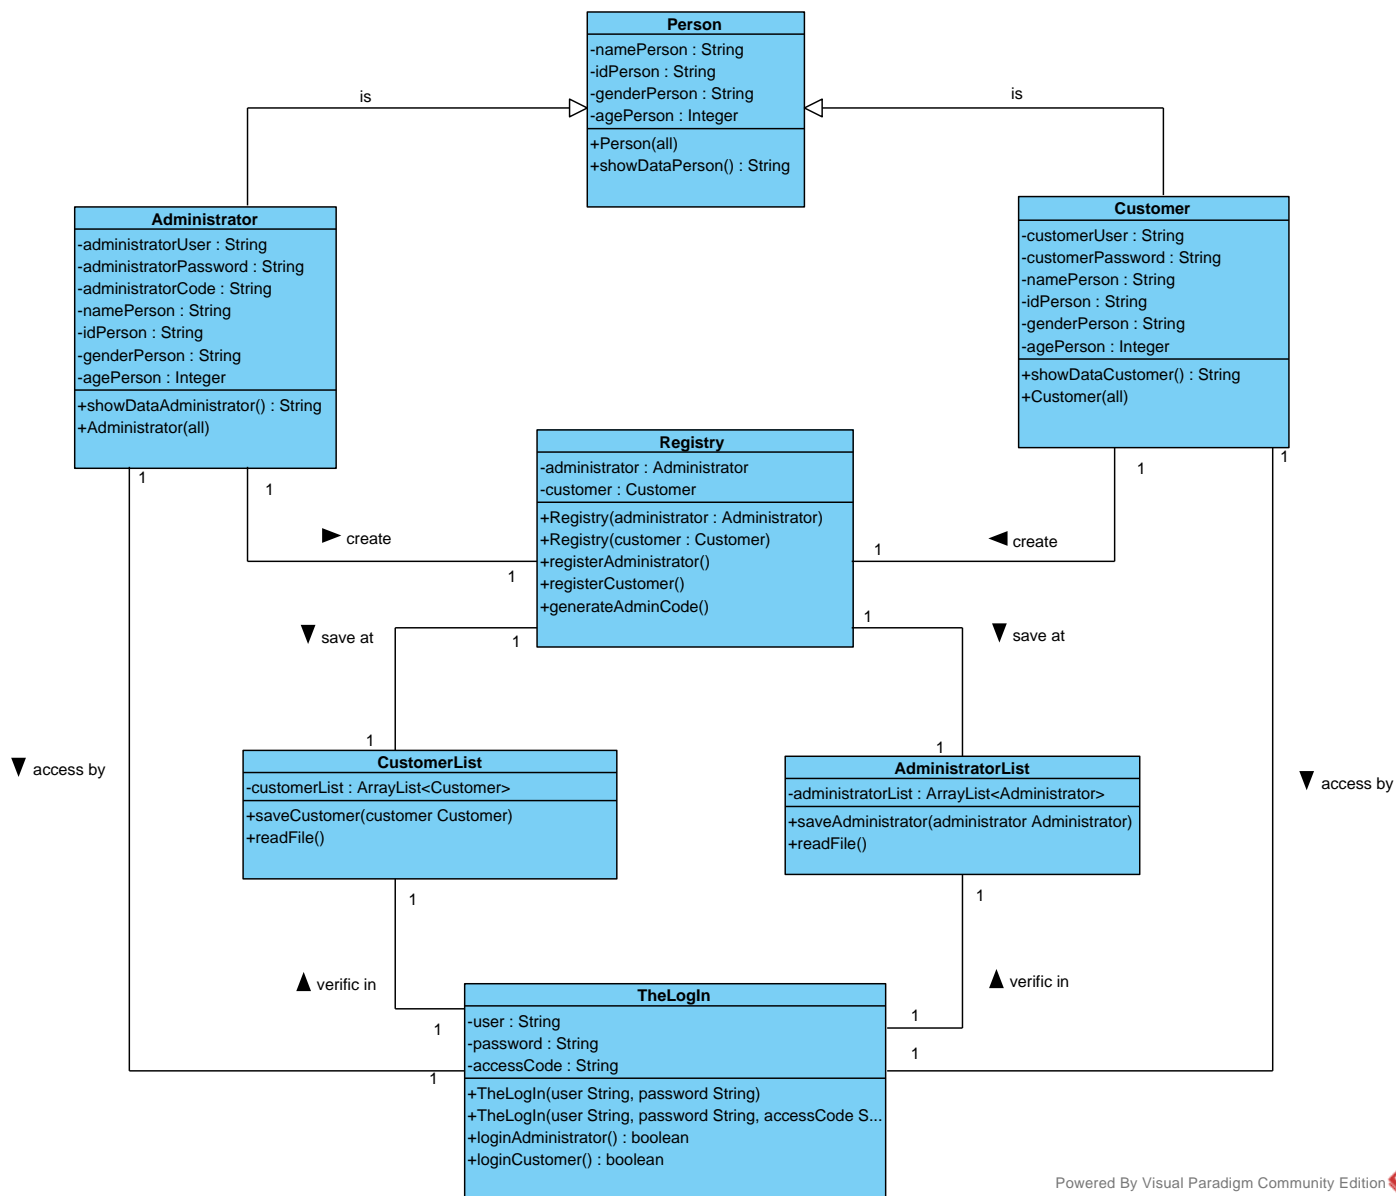 Person
-namePerson : String
-idPerson : String
-genderPerson : String
-agePerson : Integer
+Person(all)
+showDataPerson() : String
is
is
Administrator
-administratorUser : String
-administratorPassword : String
-administratorCode : String
-namePerson : String
-idPerson : String
-genderPerson : String
-agePerson : Integer
+showDataAdministrator() : String
+Administrator(all)
Customer
-customerUser : String
-customerPassword : String
-namePerson : String
-idPerson : String
-genderPerson : String
-agePerson : Integer
+showDataCustomer() : String
+Customer(all)
1
1
1
1
create
1
Registry
-administrator : Administrator
-customer : Customer
+Registry(administrator : Administrator)
+Registry(customer : Customer)
+registerAdministrator()
+registerCustomer()
+generateAdminCode()
1
create
save at
1
1
save at
1
1
access by
access by
CustomerList
-customerList : ArrayList<Customer>
+saveCustomer(customer Customer)
+readFile()
AdministratorList
-administratorList : ArrayList<Administrator>
+saveAdministrator(administrator Administrator)
+readFile()
1
1
verific in
verific in
1
1
1
1
TheLogIn
-user : String
-password : String
-accessCode : String
+TheLogIn(user String, password String)
+TheLogIn(user String, password String, accessCode S...
+loginAdministrator() : boolean
+loginCustomer() : boolean
Powered By Visual Paradigm Community Edition